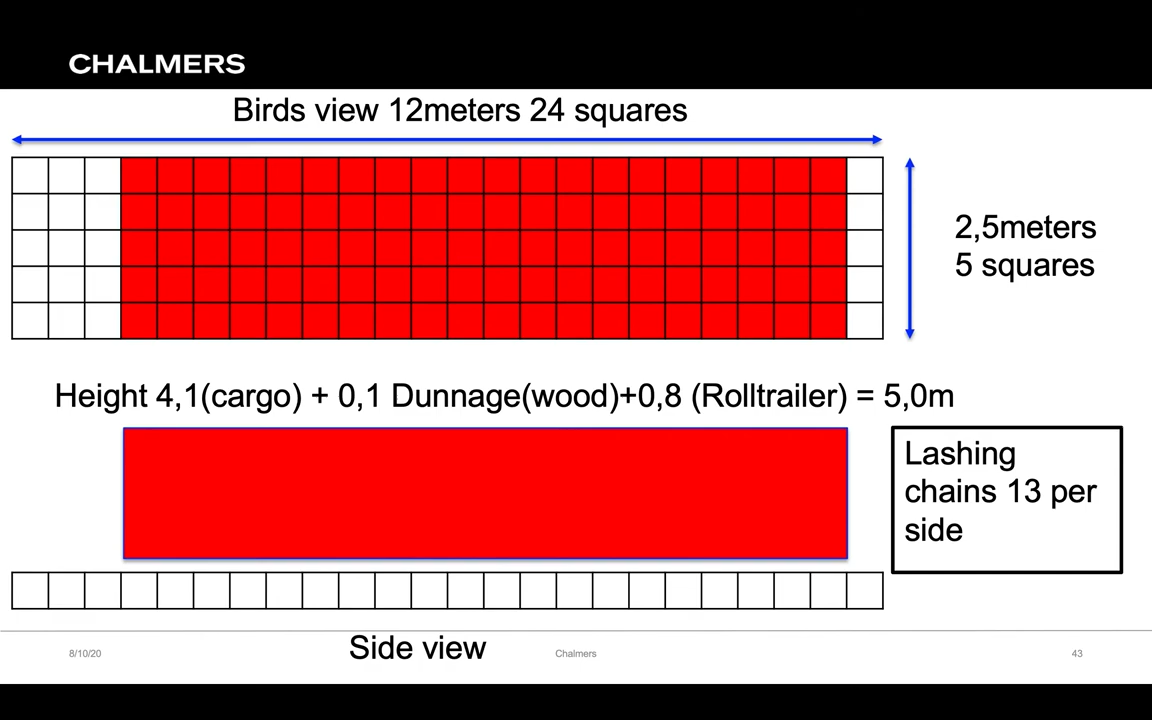 CHALMERS
Birds view 12meters 24 squares
2,5meters
5 squares
Height 4,1(cargo) + 0,1 Dunnage(wood)+0,8 (Rolltrailer) = 5,0m
Lashing
chains 13 per
side
Side view
8/10/20
Chalmers
43